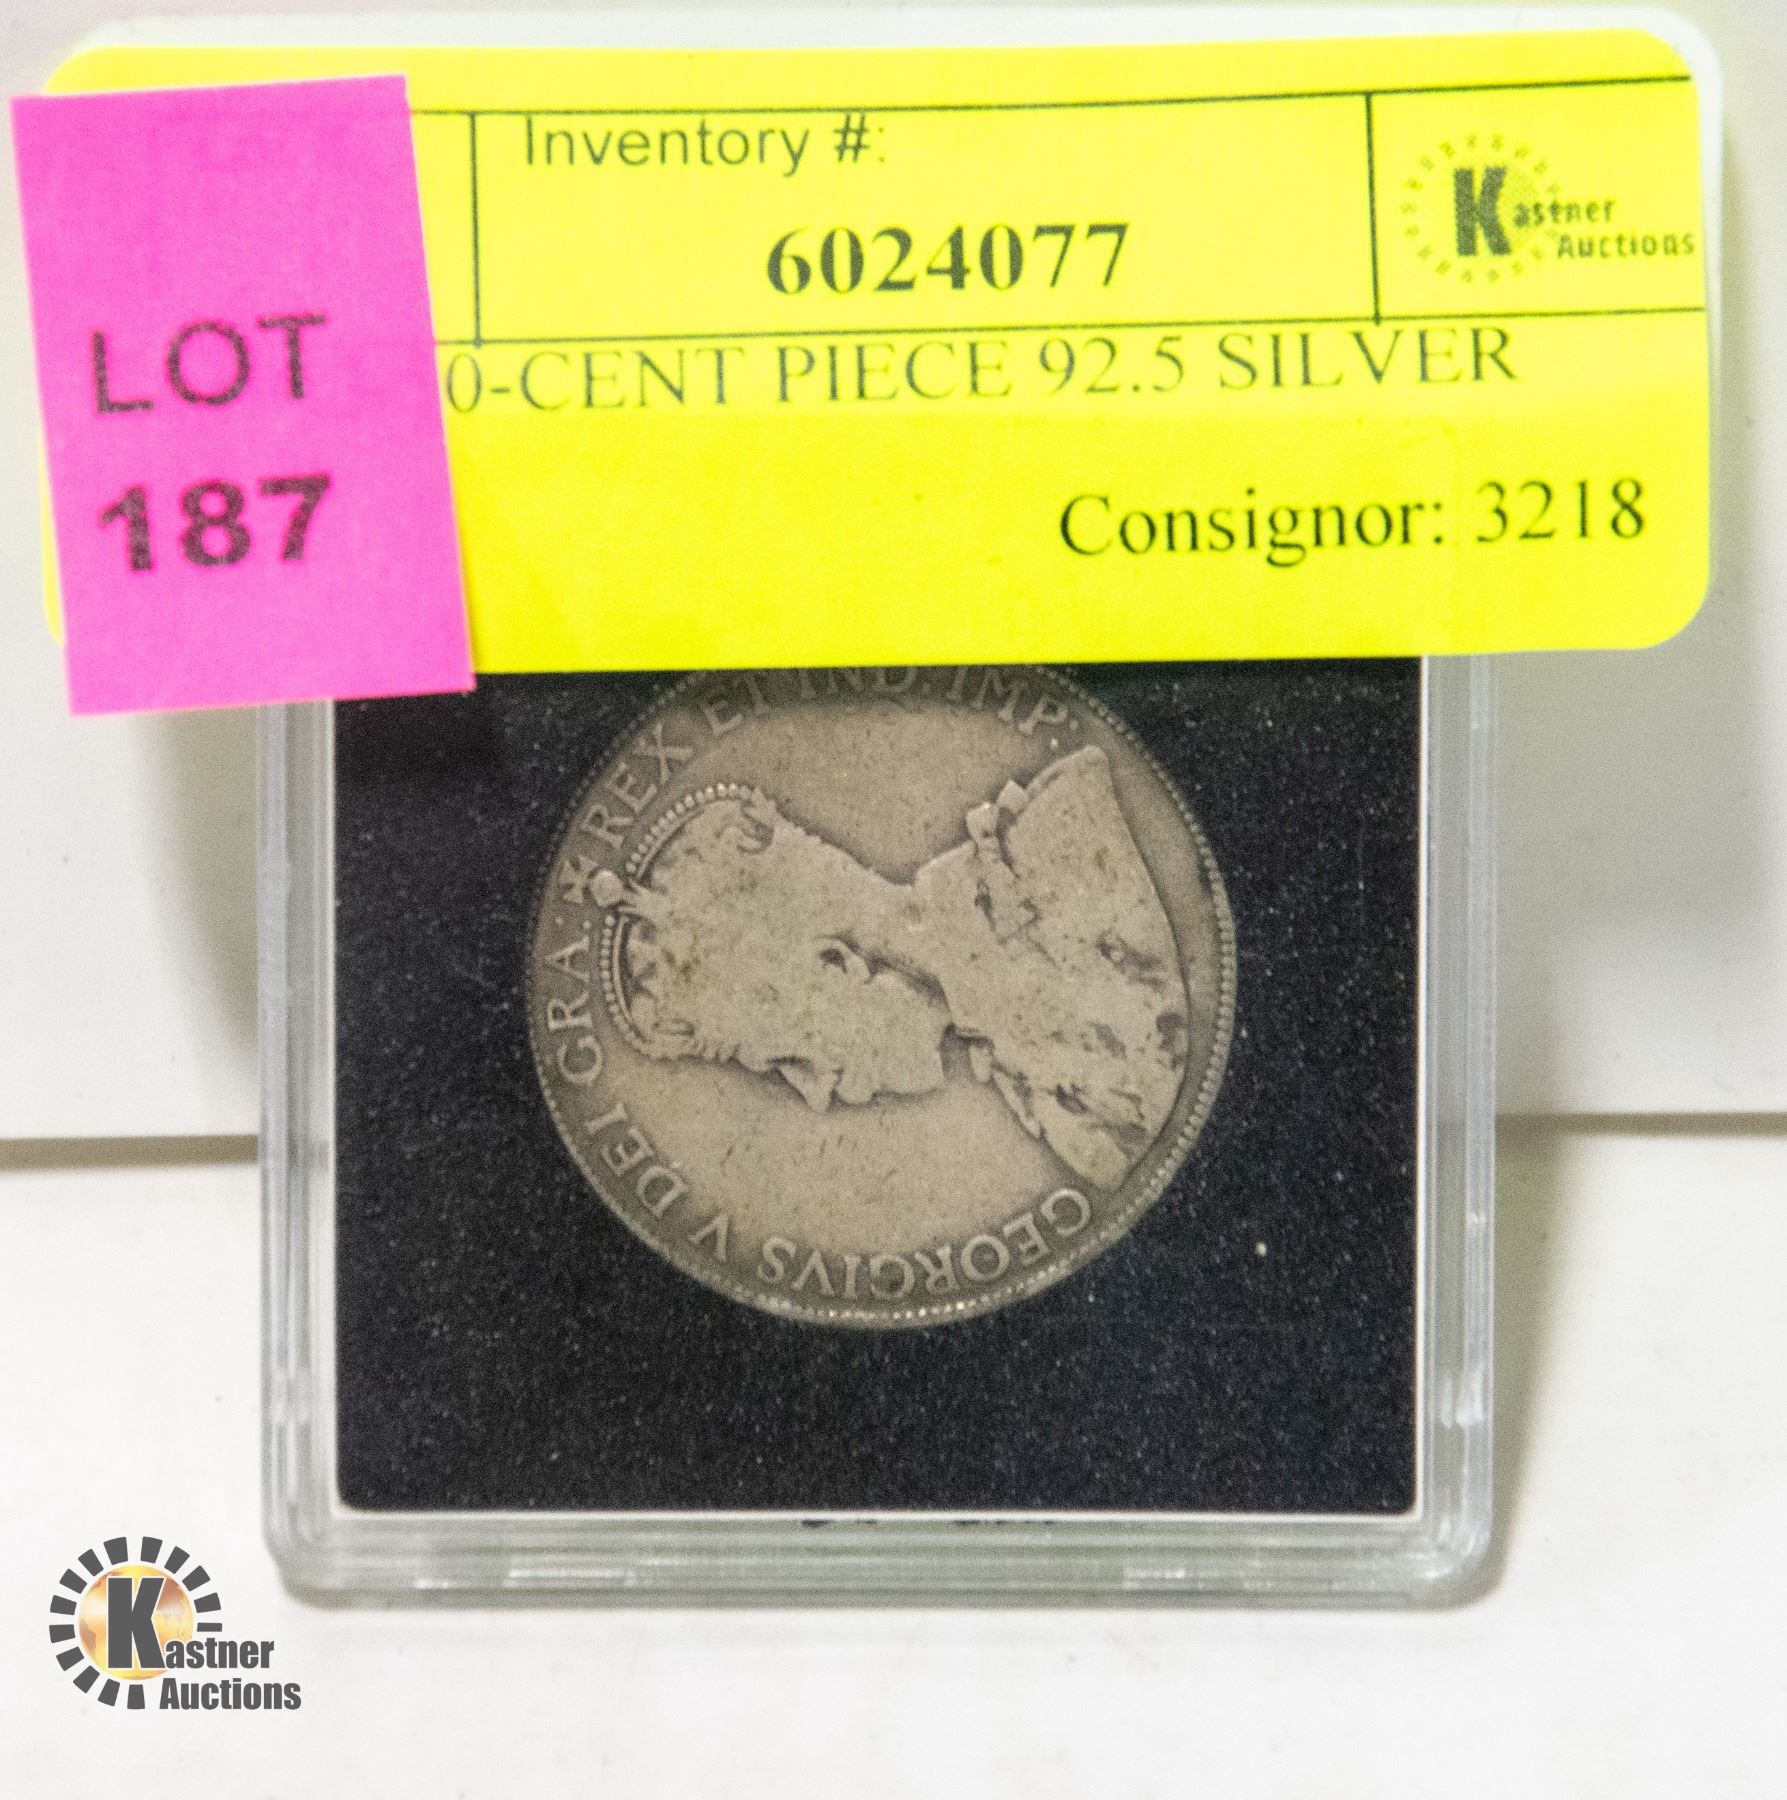 Inventory #:
6024077
Kastner
Auctions
LOT
187
0-CENT PIECE 92.5 SILVER
Consignor: 3218
GEORGIVS V DEI GRA: REX ET IND: IMP:
Kastner
Auctions